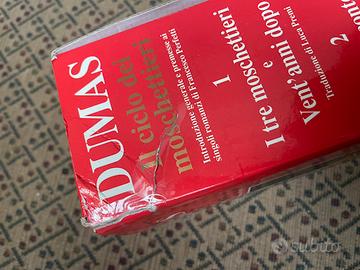 DUMAS
Il ciclo dei
moschettieri
Introduzione generale e premesse ai
singoli romanzi di Francesco Perfetti
1
I tre moschettieri
e
Vent'anni dopo
Traduzione di Luca Premi
2
subito